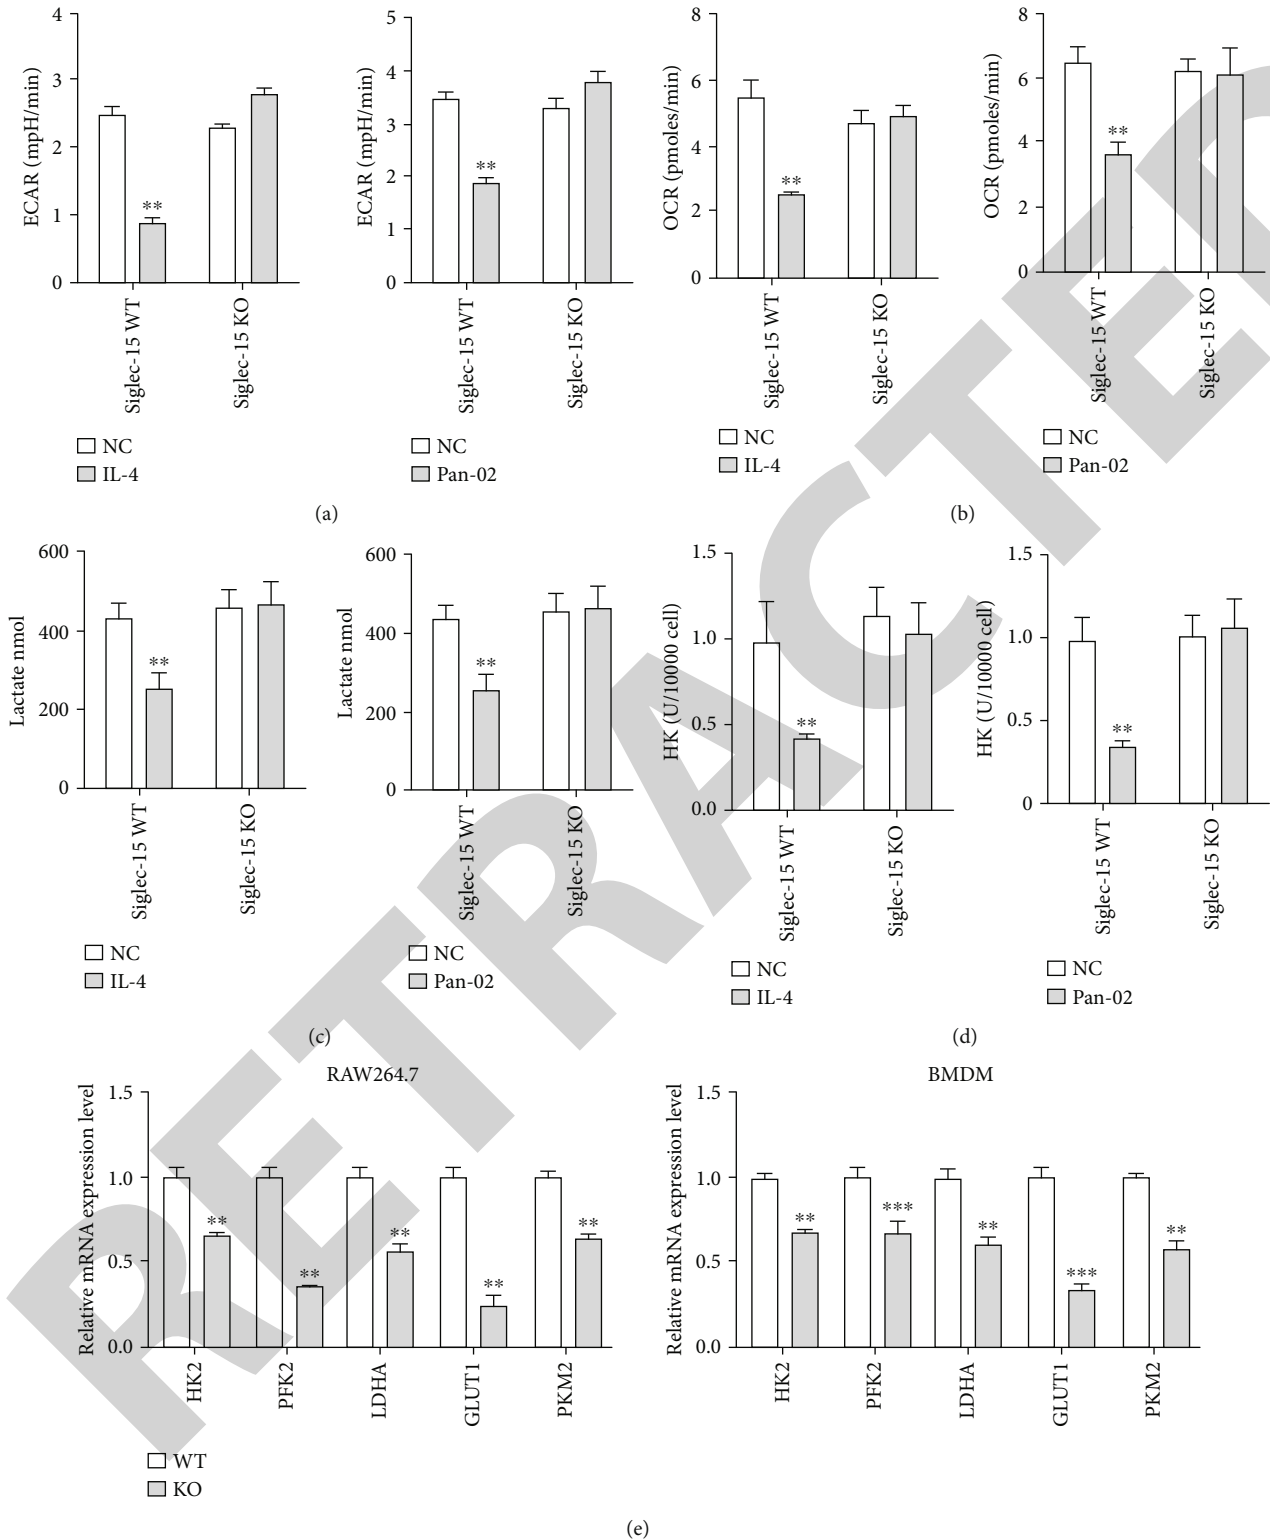 4
3
2
1
0
ECAR (mpH/min)
**
Siglec-15 WT
Siglec-15 KO
NC
IL-4
5
4
3
2
1
0
ECAR (mpH/min)
**
Siglec-15 WT
Siglec-15 KO
NC
Pan-02
(a)
8
6
4
2
0
OCR (pmoles/min)
**
Siglec-15 WT
Siglec-15 KO
NC
IL-4
8
6
4
2
0
OCR (pmoles/min)
**
Siglec-15 WT
Siglec-15 KO
NC
Pan-02
(b)
600
400
200
0
Lactate nmol
**
Siglec-15 WT
Siglec-15 KO
NC
IL-4
600
400
200
0
Lactate nmol
**
Siglec-15 WT
Siglec-15 KO
NC
Pan-02
(c)
1.5
1.0
0.5
0.0
HK (U/10000 cell)
**
Siglec-15 WT
Siglec-15 KO
NC
IL-4
1.5
1.0
0.5
0
HK (U/10000 cell)
**
Siglec-15 WT
Siglec-15 KO
NC
Pan-02
(d)
RAW264.7
1.5
1.0
0.5
0.0
Relative mRNA expression level
**
**
**
**
**
HK2
PFK2
LDHA
GLUT1
PKM2
WT
KO
BMDM
1.5
1.0
0.5
0.0
Relative mRNA expression level
**
***
**
***
**
HK2
PFK2
LDHA
GLUT1
PKM2
(e)
RETRACTED